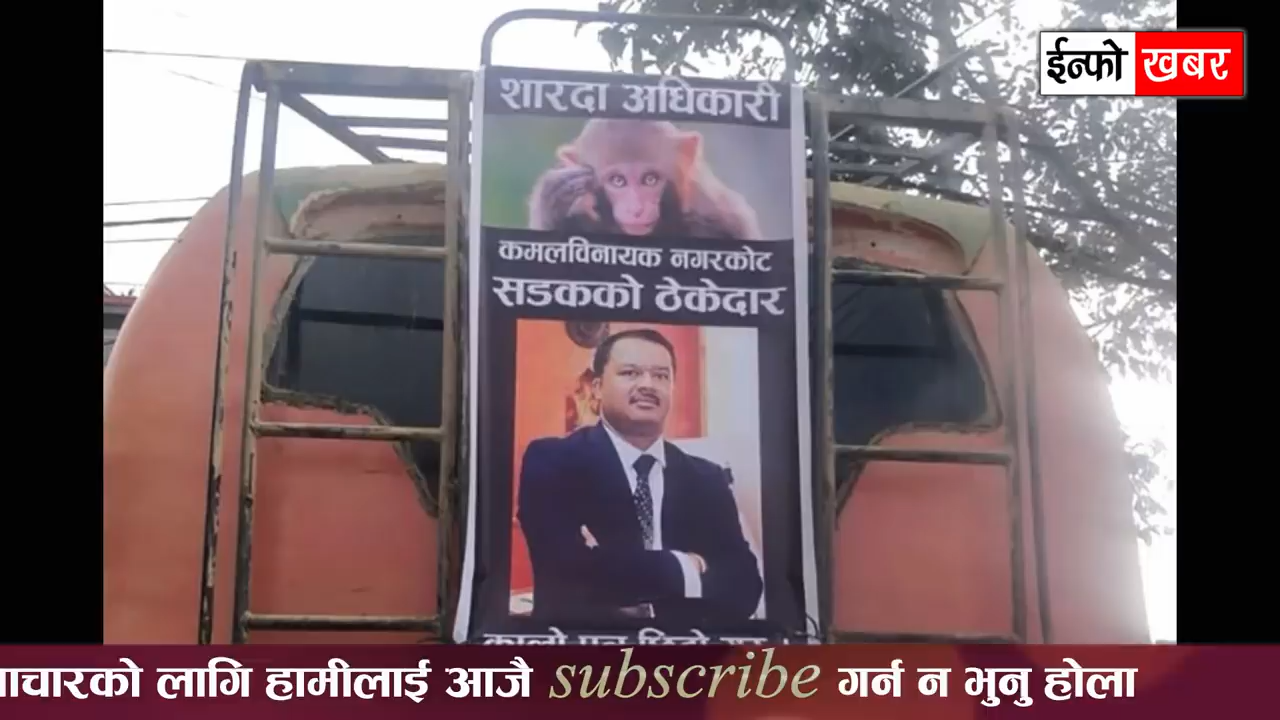 ईन्फो खबर
शारदा अधिकारी
कमलविनायक नगरकोट
सडकको ठेकेदार
ाचारको लागि हामीलाई आजै subscribe गर्न न भुनु होला